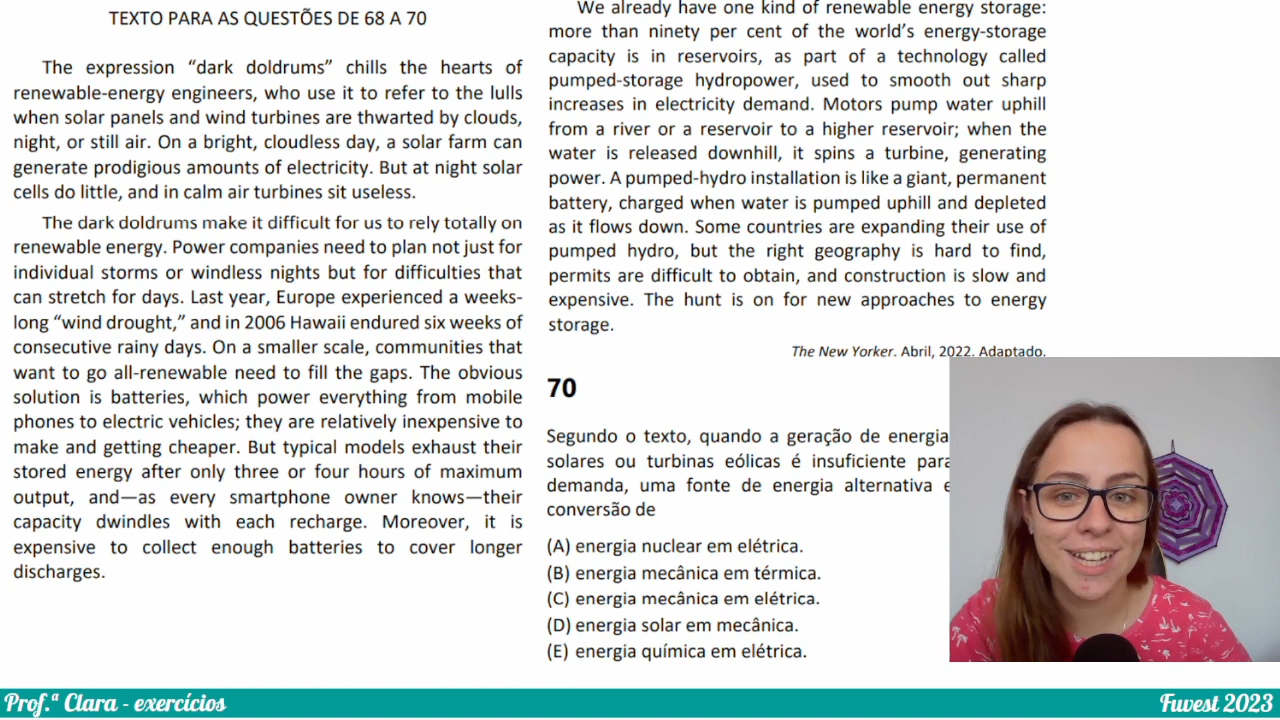 TEXTO PARA AS QUESTÕES DE 68 A 70
The expression “dark doldrums” chills the hearts of
renewable-energy engineers, who use it to refer to the lulls
when solar panels and wind turbines are thwarted by clouds,
night, or still air. On a bright, cloudless day, a solar farm can
generate prodigious amounts of electricity. But at night solar
cells do little, and in calm air turbines sit useless.
The dark doldrums make it difficult for us to rely totally on
renewable energy. Power companies need to plan not just for
individual storms or windless nights but for difficulties that
can stretch for days. Last year, Europe experienced a weeks-
long “wind drought,” and in 2006 Hawaii endured six weeks of
consecutive rainy days. On a smaller scale, communities that
want to go all-renewable need to fill the gaps. The obvious
solution is batteries, which power everything from mobile
phones to electric vehicles; they are relatively inexpensive to
make and getting cheaper. But typical models exhaust their
stored energy after only three or four hours of maximum
output, and—as every smartphone owner knows—their
capacity dwindles with each recharge. Moreover, it is
expensive to collect enough batteries to cover longer
discharges.
We already have one kind of renewable energy storage:
more than ninety per cent of the world’s energy-storage
capacity is in reservoirs, as part of a technology called
pumped-storage hydropower, used to smooth out sharp
increases in electricity demand. Motors pump water uphill
from a river or a reservoir to a higher reservoir; when the
water is released downhill, it spins a turbine, generating
power. A pumped-hydro installation is like a giant, permanent
battery, charged when water is pumped uphill and depleted
as it flows down. Some countries are expanding their use of
pumped hydro, but the right geography is hard to find,
permits are difficult to obtain, and construction is slow and
expensive. The hunt is on for new approaches to energy
storage.
The New Yorker. Abril, 2022. Adaptado.
70
Segundo o texto, quando a geração de energia
solares ou turbinas eólicas é insuficiente para
demanda, uma fonte de energia alternativa
conversão de
(A) energia nuclear em elétrica.
(B) energia mecânica em térmica.
(C) energia mecânica em elétrica.
(D) energia solar em mecânica.
(E) energia química em elétrica.
Prof.ª Clara - exercícios
Fuvest 2023